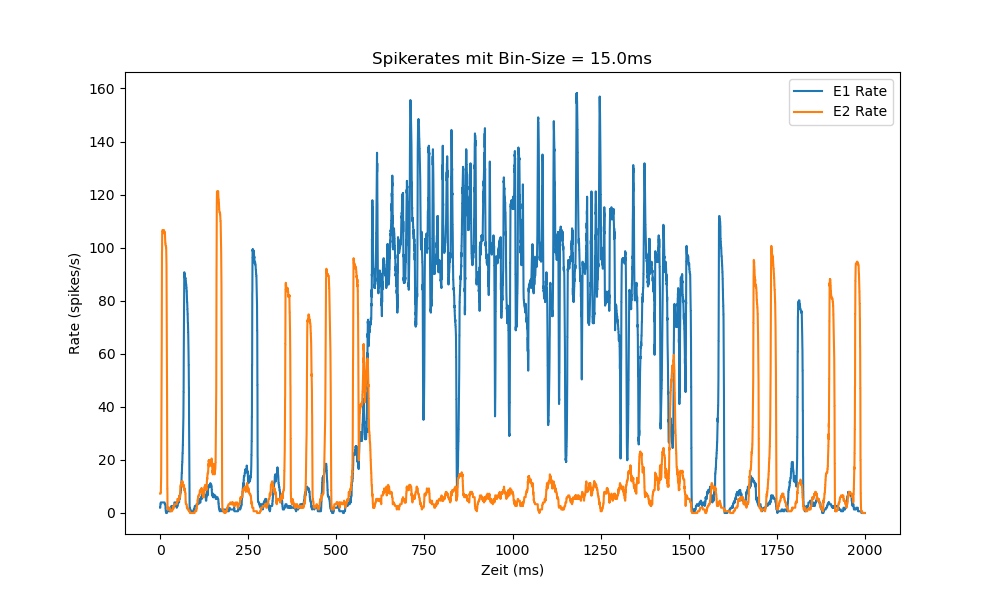 Spikerates mit Bin-Size = 15.0ms
E1 Rate
E2 Rate
Rate (spikes/s)
160
140
120
100
80
60
40
20
0
0 250 500 750 1000 1250 1500 1750 2000
Zeit (ms)